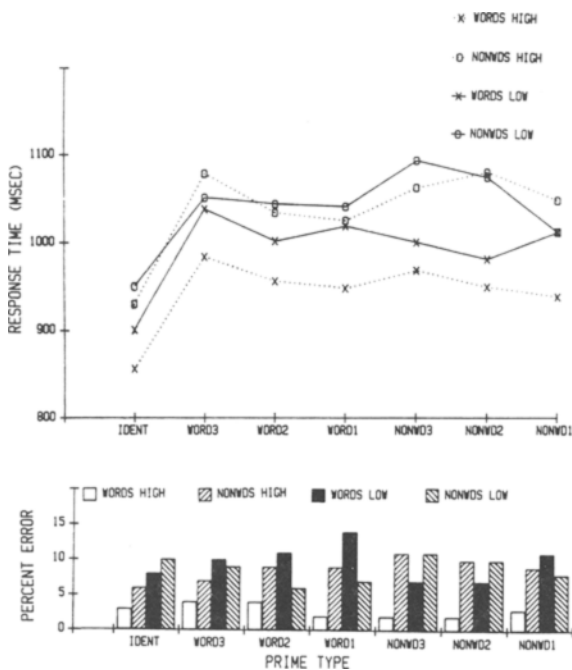 WORDS HIGH
NONWDS HIGH
WORDS LOW
NONWDS LOW
RESPONSE TIME (MSEC)
1100
1000
900
800
IDENT WORD3 WORD2 WORD1 NONWD3 NONWD2 NONWD1
WORDS HIGH NONWDS HIGH WORDS LOW NONWDS LOW
PERCENT ERROR
15
10
5
0
IDENT WORD3 WORD2 WORD1 NONWD3 NONWD2 NONWD1
PRIME TYPE